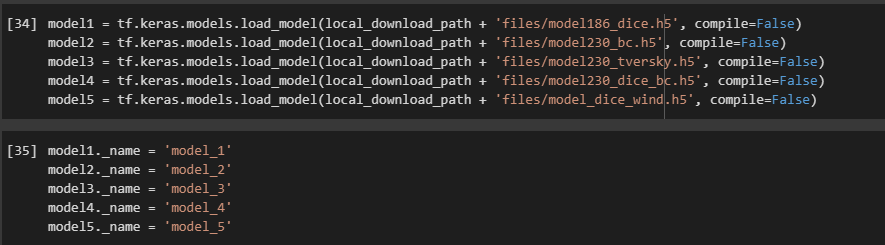 [34] model1 = tf.keras.models.load_model(local_download_path + 'files/model186_dice.h5', compile=False)
model2 = tf.keras.models.load_model(local_download_path + 'files/model230_bc.h5', compile=False)
model3 = tf.keras.models.load_model(local_download_path + 'files/model230_tversky.h5', compile=False)
model4 = tf.keras.models.load_model(local_download_path + 'files/model230_dice_bc.h5', compile=False)
model5 = tf.keras.models.load_model(local_download_path + 'files/model_dice_wind.h5', compile=False)
[35] model1._name = 'model_1'
model2._name = 'model_2'
model3._name = 'model_3'
model4._name = 'model_4'
model5._name = 'model_5'